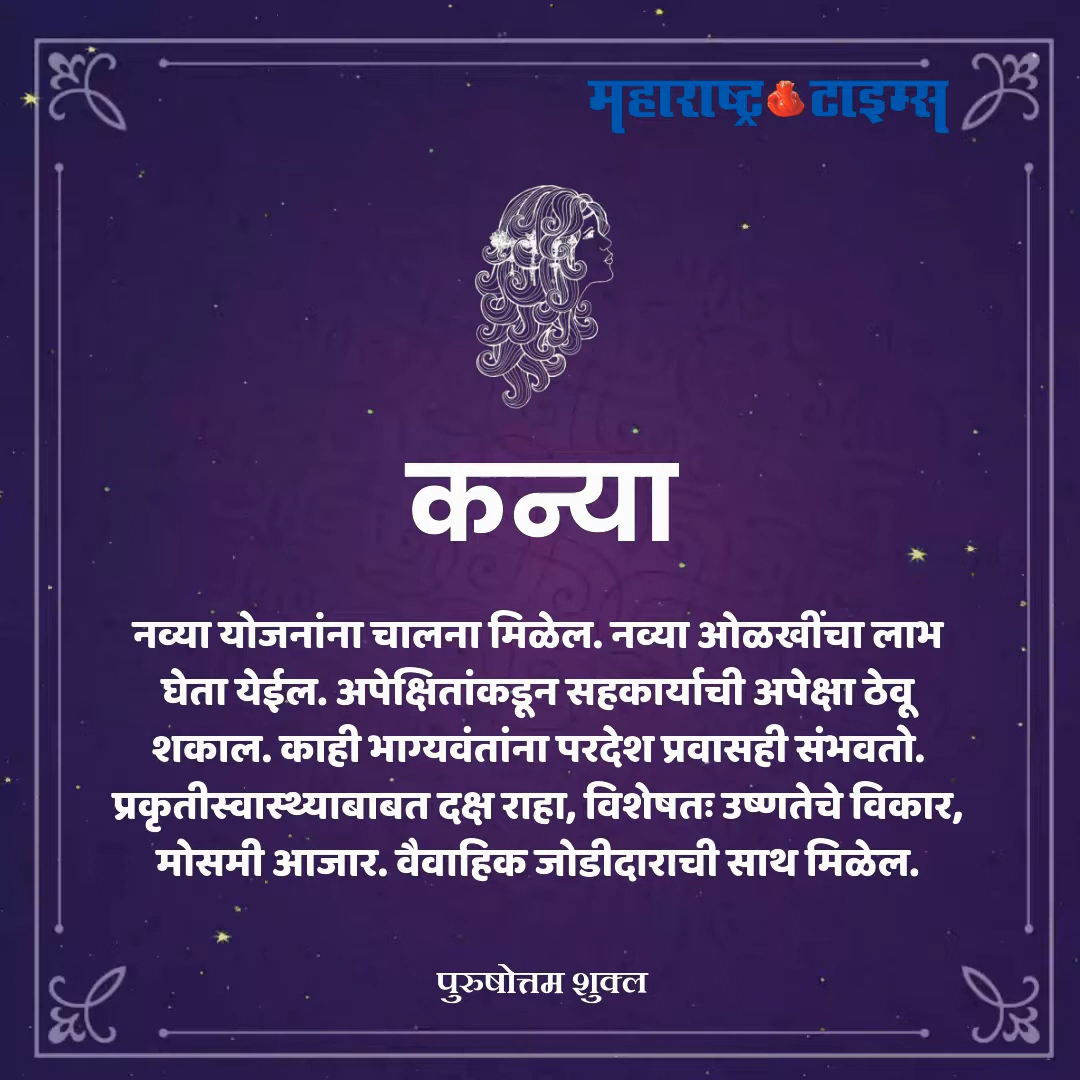 महाराष्ट्र टाइम्स
कन्या
नव्या योजनांना चालना मिळेल. नव्या ओळखींचा लाभ
घेता येईल. अपेक्षितांकडून सहकार्याची अपेक्षा ठेवू
शकाल. काही भाग्यवंतांना परदेश प्रवासही संभवतो.
प्रकृतीस्वास्थ्याबाबत दक्ष राहा, विशेषतः उष्णतेचे विकार,
मोसमी आजार. वैवाहिक जोडीदाराची साथ मिळेल.
पुरुषोत्तम शुक्ल